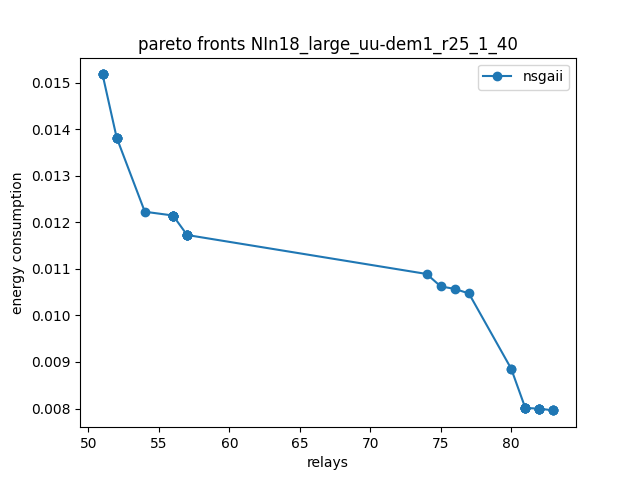 pareto fronts NIn18_large_uu-dem1_r25_1_40
nsgaii
0.015
0.014
0.013
0.012
0.011
0.010
0.009
0.008
energy consumption
50 55 60 65 70 75 80
relays